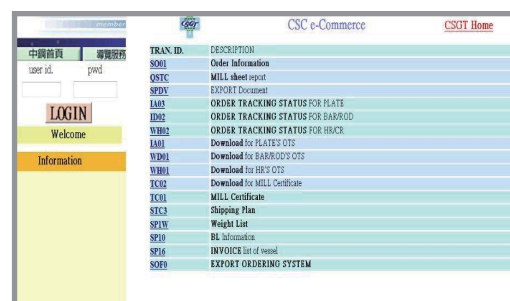 member
CSC e-Commerce
CSGT Home
中鋼首頁 導覽服務
user id. pwd
LOGIN
Welcome
Information
TRAN. ID. DESCRIPTION
SO01 Order Information
QSTC MILL sheet report
SPDV EXPORT Document
IA03 ORDER TRACKING STATUS FOR PLATE
ID02 ORDER TRACKING STATUS FOR BAR/ROD
WH02 ORDER TRACKING STATUS FOR HR/CR
IA01 Download for PLATE'S OTS
WD01 Download for BAR/ROD'S OTS
WH01 Download for HR'S OTS
TC02 Download for MILL Certificate
TC01 MILL Certificate
STC3 Shipping Plan
SP1W Weight List
SP10 BL Information
SP16 INVOICE list of vessel
SOF0 EXPORT ORDERING SYSTEM